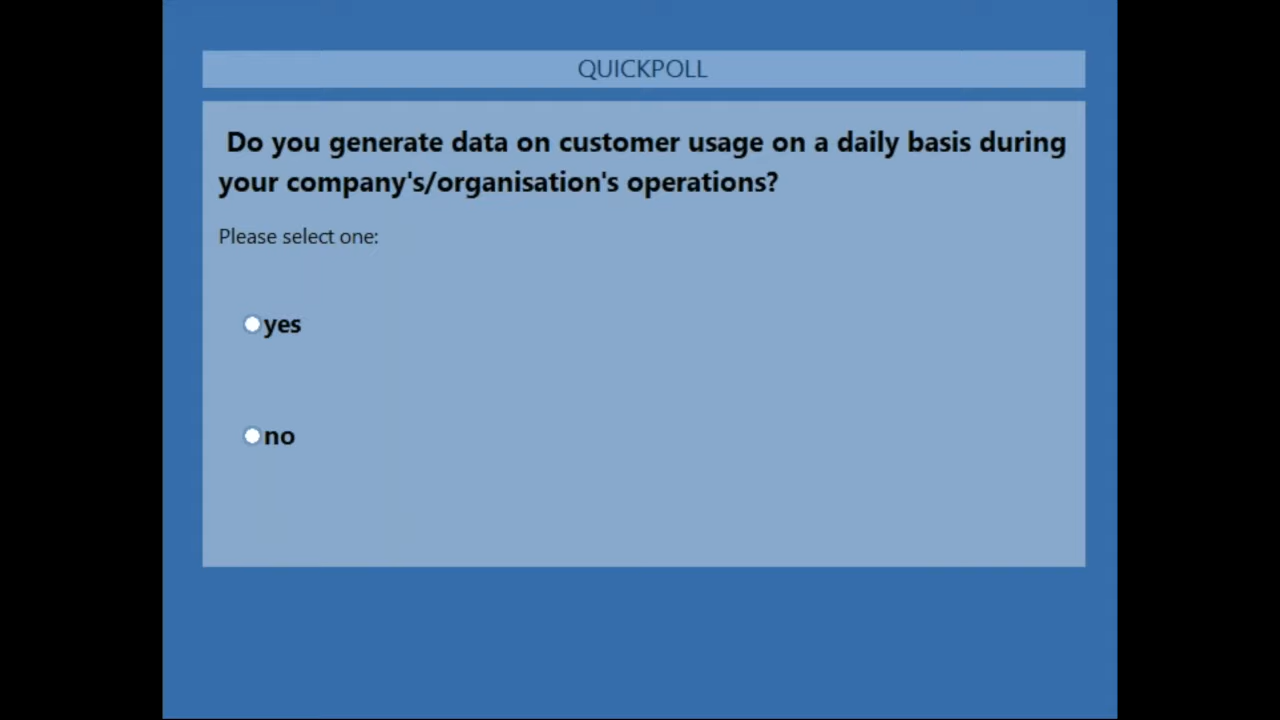 QUICKPOLL
Do you generate data on customer usage on a daily basis during
your company's/organisation's operations?
Please select one:
yes
no